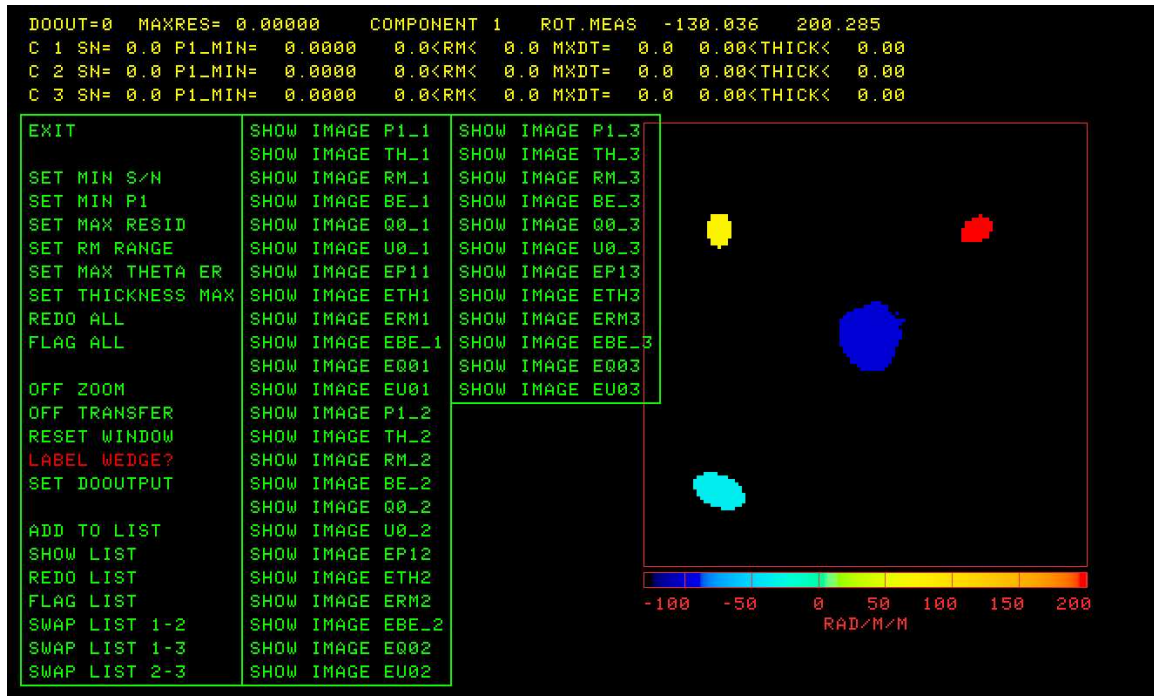 DOOUT=0 MAXRES= 0.00000 COMPONENT 1 ROT.MEAS -130.036 200.285
C 1 SN= 0.0 P1_MIN= 0.0000 0.0<RM< 0.0 MXDT= 0.0 0.00<THICK< 0.00
C 2 SN= 0.0 P1_MIN= 0.0000 0.0<RM< 0.0 MXDT= 0.0 0.00<THICK< 0.00
C 3 SN= 0.0 P1_MIN= 0.0000 0.0<RM< 0.0 MXDT= 0.0 0.00<THICK< 0.00
EXIT
SET MIN S/N
SET MIN P1
SET MAX RESID
SET RM RANGE
SET MAX THETA ER
SET THICKNESS MAX
REDO ALL
FLAG ALL
OFF ZOOM
OFF TRANSFER
RESET WINDOW
LABEL WEDGE?
SET DOOUTPUT
ADD TO LIST
SHOW LIST
REDO LIST
FLAG LIST
SWAP LIST 1-2
SWAP LIST 1-3
SWAP LIST 2-3
SHOW IMAGE P1_1
SHOW IMAGE TH_1
SHOW IMAGE RM_1
SHOW IMAGE BE_1
SHOW IMAGE Q0_1
SHOW IMAGE U0_1
SHOW IMAGE EP11
SHOW IMAGE ETH1
SHOW IMAGE ERM1
SHOW IMAGE EBE_1
SHOW IMAGE EQ01
SHOW IMAGE EU01
SHOW IMAGE P1_2
SHOW IMAGE TH_2
SHOW IMAGE RM_2
SHOW IMAGE BE_2
SHOW IMAGE Q0_2
SHOW IMAGE U0_2
SHOW IMAGE EP12
SHOW IMAGE ETH2
SHOW IMAGE ERM2
SHOW IMAGE EBE_2
SHOW IMAGE EQ02
SHOW IMAGE EU02
SHOW IMAGE P1_3
SHOW IMAGE TH_3
SHOW IMAGE RM_3
SHOW IMAGE BE_3
SHOW IMAGE Q0_3
SHOW IMAGE U0_3
SHOW IMAGE EP13
SHOW IMAGE ETH3
SHOW IMAGE ERM3
SHOW IMAGE EBE_3
SHOW IMAGE EQ03
SHOW IMAGE EU03
-100 -50 0 50 100 150 200
RAD/M/M